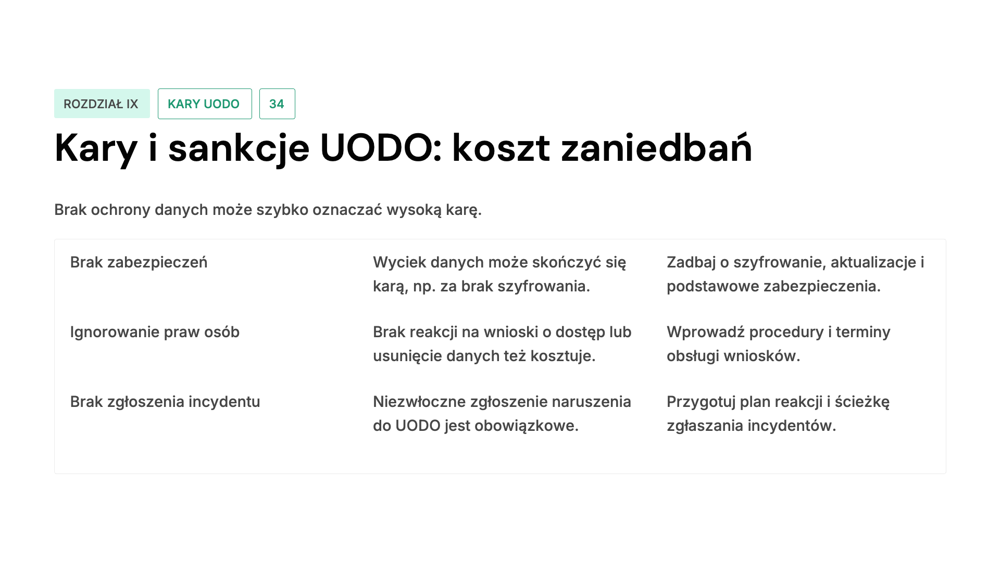 ROZDZIAŁ IX
KARY UODO
34
Kary i sankcje UODO: koszt zaniedbań
Brak ochrony danych może szybko oznaczać wysoką karę.
Brak zabezpieczeń
Wyciek danych może skończyć się
karą, np. za brak szyfrowania.
Zadbaj o szyfrowanie, aktualizacje i
podstawowe zabezpieczenia.
Ignorowanie praw osób
Brak reakcji na wnioski o dostęp lub
usunięcie danych też kosztuje.
Wprowadź procedury i terminy
obsługi wniosków.
Brak zgłoszenia incydentu
Niezwłoczne zgłoszenie naruszenia
do UODO jest obowiązkowe.
Przygotuj plan reakcji i ścieżkę
zgłaszania incydentów.